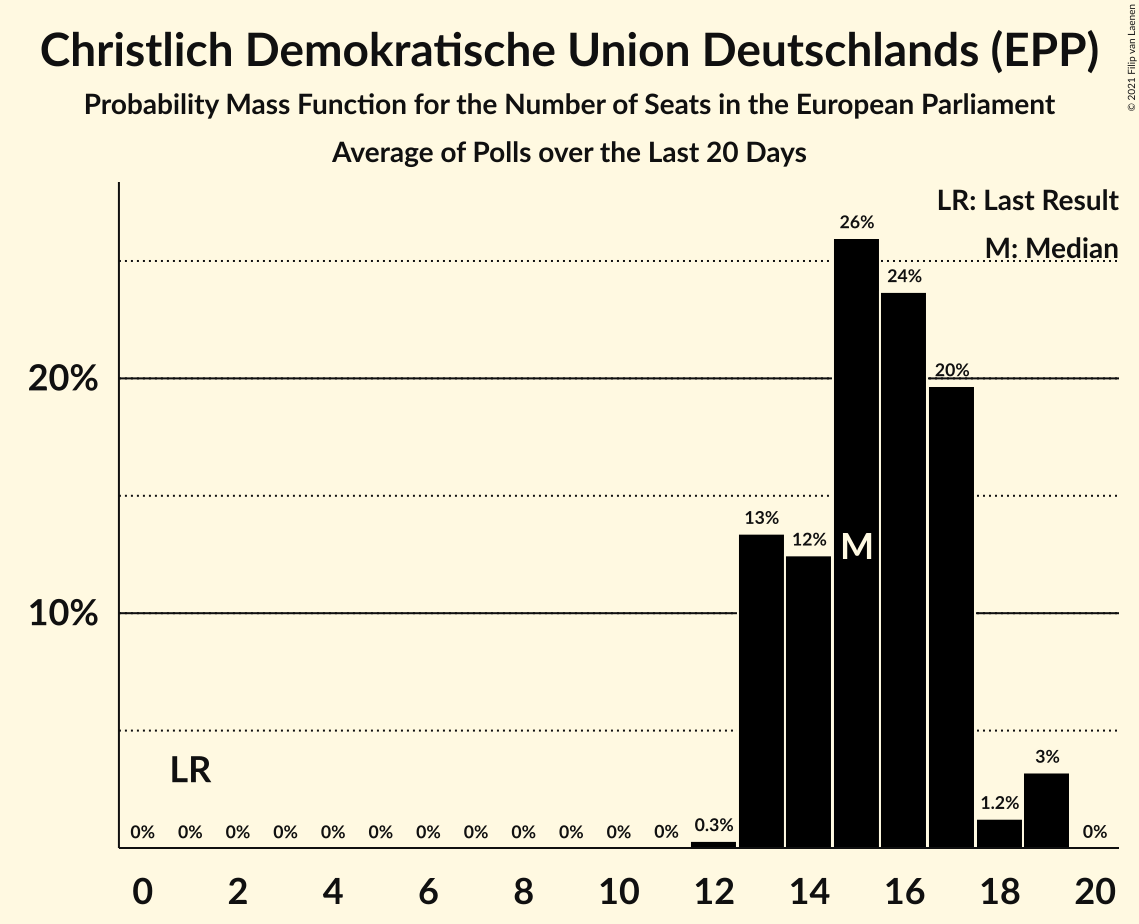 Christlich Demokratische Union Deutschlands (EPP)
Probability Mass Function for the Number of Seats in the European Parliament
Average of Polls over the Last 20 Days
© 2021 Filip van Laenen
LR: Last Result
M: Median
26%
24%
20%
20%
13%
12%
M
10%
LR
3%
1.2%
0.3%
0% 0% 0% 0% 0% 0% 0% 0% 0% 0% 0% 0% 0%
0 2 4 6 8 10 12 14 16 18 20